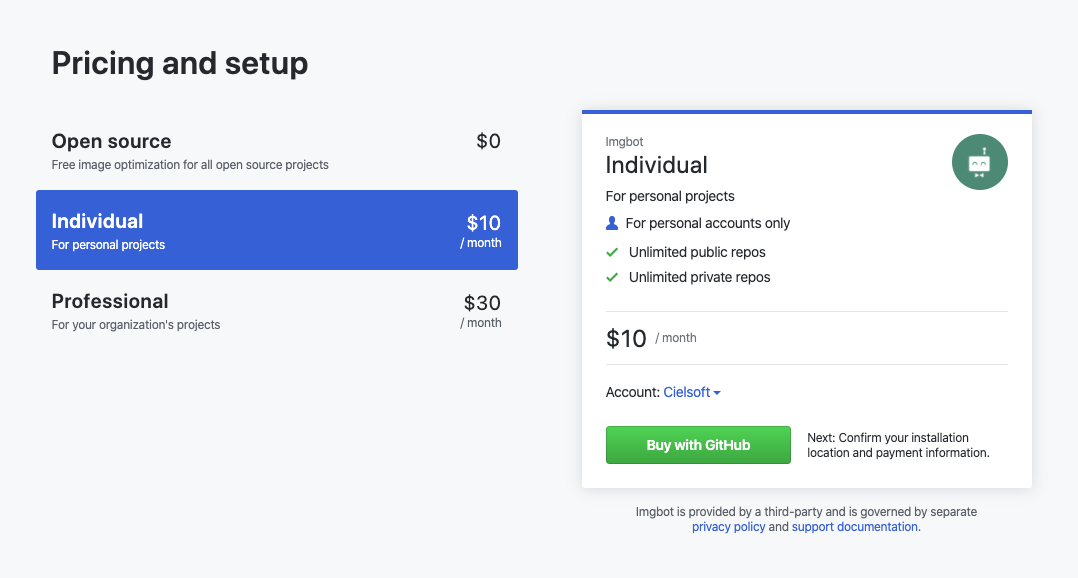 Pricing and setup
Open source
$0
Free image optimization for all open source projects
Individual
$10
For personal projects
/ month
Professional
$30
For your organization's projects
/ month
Imgbot
Individual
For personal projects
For personal accounts only
Unlimited public repos
Unlimited private repos
$10 / month
Account: Cielsoft
Buy with GitHub
Next: Confirm your installation
location and payment information.
Imgbot is provided by a third-party and is governed by separate
privacy policy and support documentation.